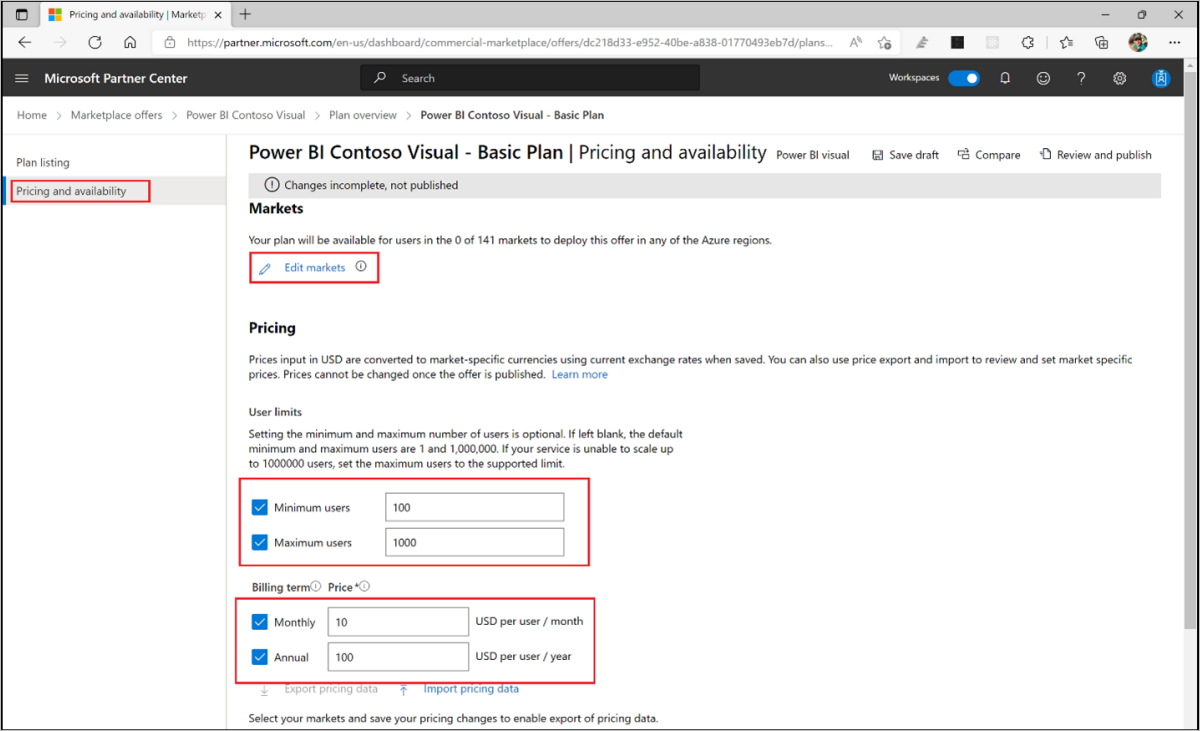 Pricing and availability | Marketp
https://partner.microsoft.com/en-us/dashboard/commercial-marketplace/offers/dc218d33-e952-40be-a838-01770493eb7d/plans...
Microsoft Partner Center
Search
Workspaces
Home > Marketplace offers > Power BI Contoso Visual > Plan overview > Power BI Contoso Visual - Basic Plan
Plan listing
Pricing and availability
Power BI Contoso Visual - Basic Plan | Pricing and availability Power BI visual Save draft Compare Review and publish
Changes incomplete, not published
Markets
Your plan will be available for users in the 0 of 141 markets to deploy this offer in any of the Azure regions.
Edit markets
Pricing
Prices input in USD are converted to market-specific currencies using current exchange rates when saved. You can also use price export and import to review and set market specific
prices. Prices cannot be changed once the offer is published. Learn more
User limits
Setting the minimum and maximum number of users is optional. If left blank, the default
minimum and maximum users are 1 and 1,000,000. If your service is unable to scale up
to 1000000 users, set the maximum users to the supported limit.
Minimum users 100
Maximum users 1000
Billing term Price *
Monthly 10 USD per user / month
Annual 100 USD per user / year
Export pricing data Import pricing data
Select your markets and save your pricing changes to enable export of pricing data.